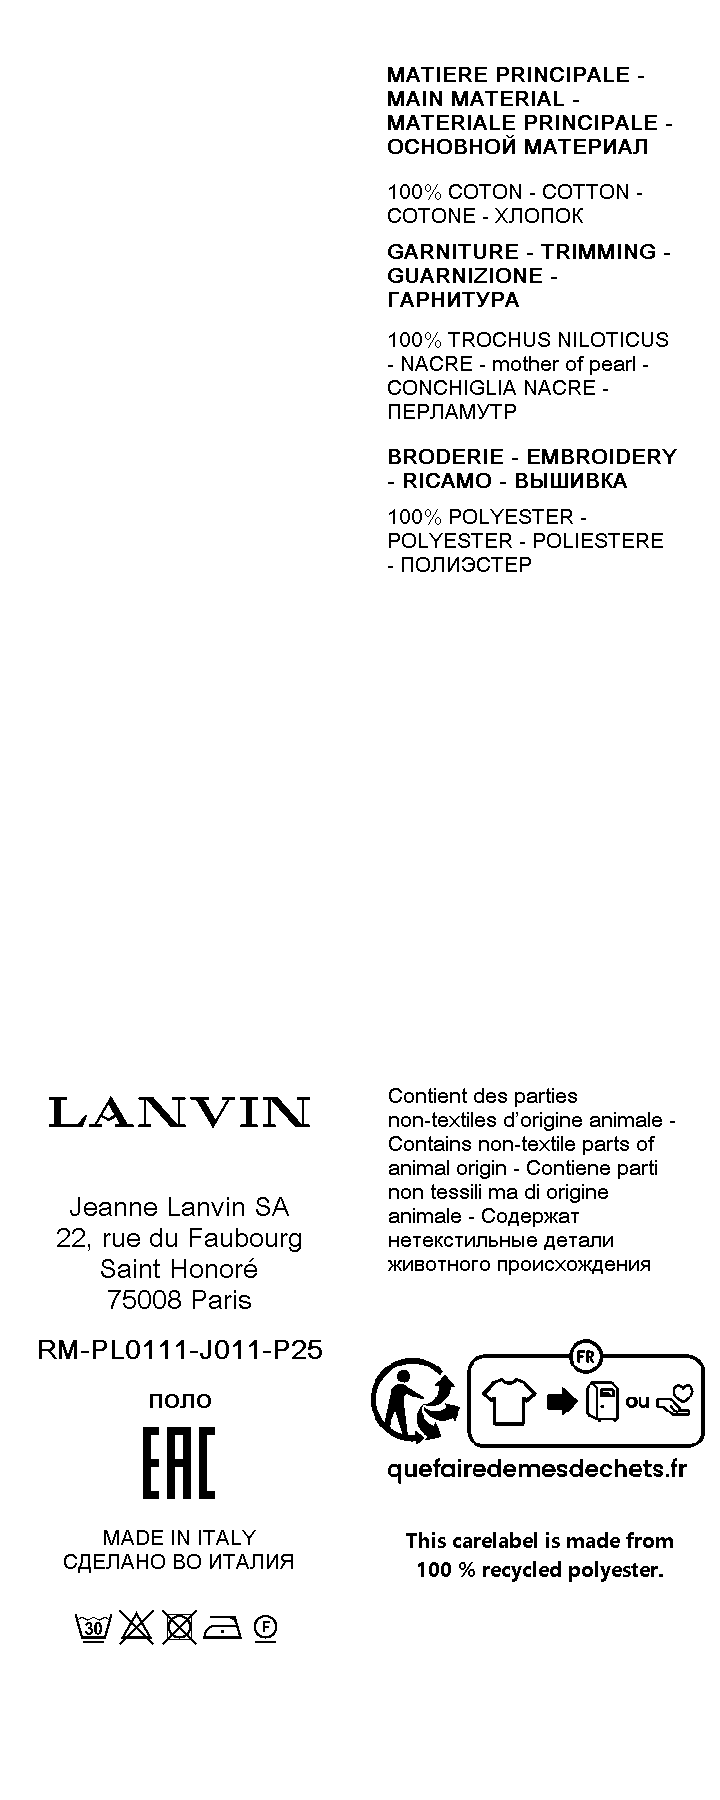 MATIERE PRINCIPALE -
MAIN MATERIAL -
MATERIALE PRINCIPALE -
ОСНОВНОЙ МАТЕРИАЛ
100% COTON - COTTON -
COTONE - ХЛОПОК
GARNITURE - TRIMMING -
GUARNIZIONE -
ГАРНИТУРА
100% TROCHUS NILOTICUS
- NACRE - mother of pearl -
CONCHIGLIA NACRE -
ПЕРЛАМУТР
BRODERIE - EMBROIDERY
- RICAMO - ВЫШИВКА
100% POLYESTER -
POLYESTER - POLIESTERE
- ПОЛИЭСТЕР
LANVIN
Jeanne Lanvin SA
22, rue du Faubourg
Saint Honoré
75008 Paris
RM-PL0111-J011-P25
ПОЛО
EAC
MADE IN ITALY
СДЕЛАНО ВО ИТАЛИЯ
30
F
Contient des parties
non-textiles d’origine animale -
Contains non-textile parts of
animal origin - Contiene parti
non tessili ma di origine
animale - Содержат
нетекстильные детали
животного происхождения
FR
ou
quefairedemesdechets.fr
This carelabel is made from
100 % recycled polyester.